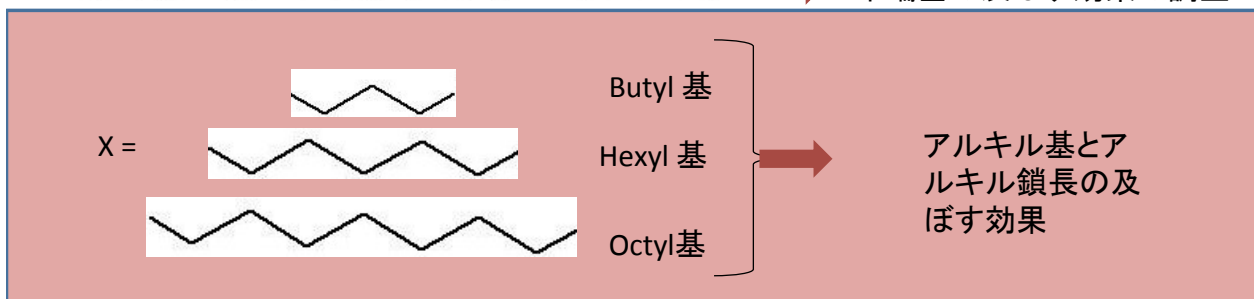 Butyl 基
X =
Hexyl 基
Octyl基
アルキル基とア
ルキル鎖長の及
ぼす効果